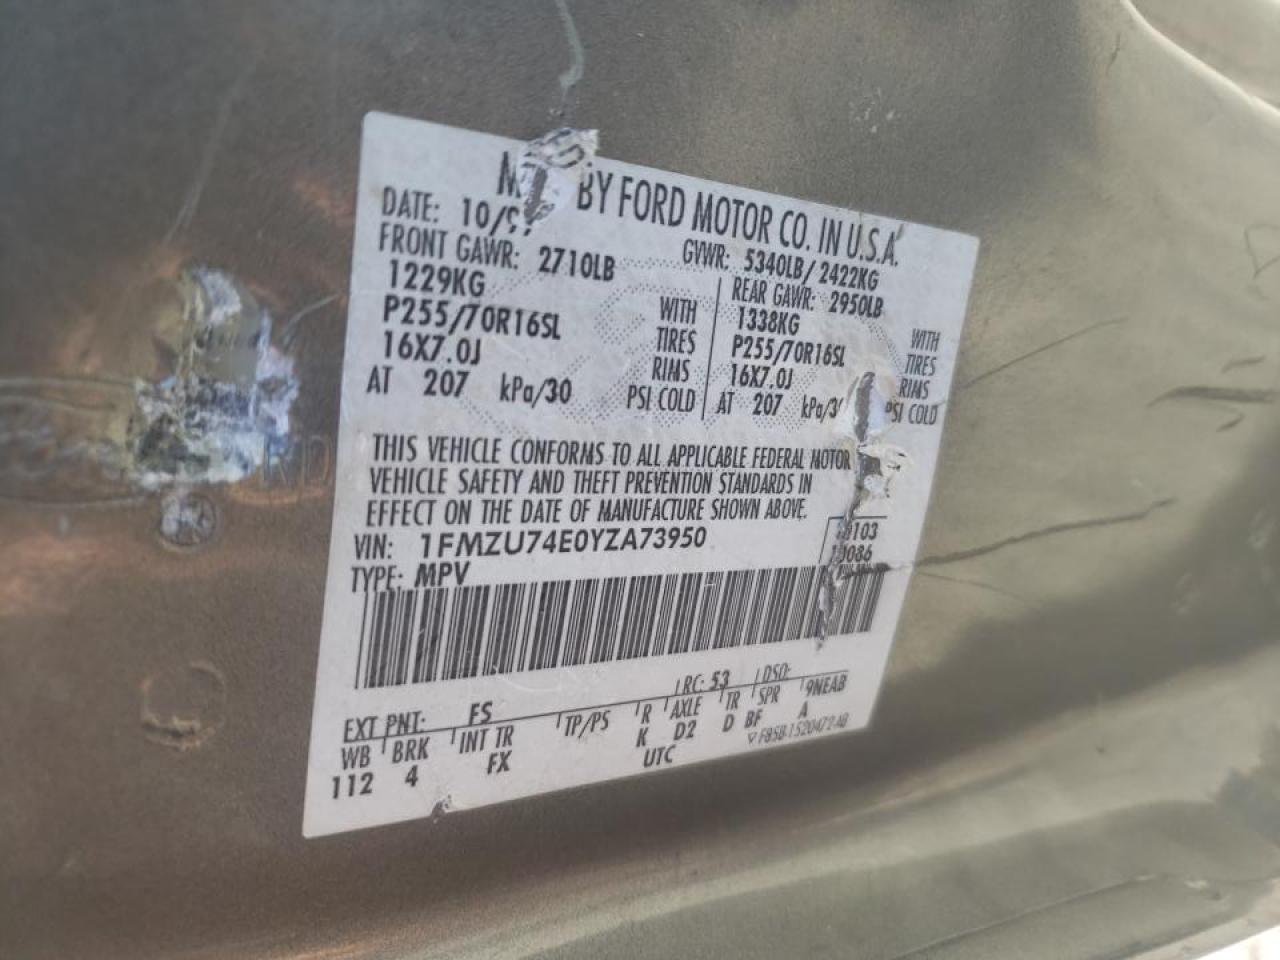 BY FORD MOTOR CO. IN U.S.A.
DATE: GVWR: 5340LB/2422KG
FRONT GAWR: 2710LB REAR GAWR: 2950LB
1229KG WITH 1338KG WITH
P255/70R16SL TIRES P255/70R16SL TIRES
16X7.0J RIMS 16X7.0J RIMS
AT 207 kPa/30 PSI COLD AT 207 PSI COLD
THIS VEHICLE CONFORMS TO ALL APPLICABLE FEDERAL MOTOR
VEHICLE SAFETY AND THEFT PREVENTION STANDARDS IN
EFFECT ON THE DATE OF MANUFACTURE SHOWN ABOVE.
VIN: 1FMZU74E0YZA73950
TYPE: MPV
EXT PNT: FS RC: 53 DSO:
WB BRK INT TR TP/PS R AXLE TR SPR 9NEAB
112 4 FX K D2 D BF A
UTC ▽ F85B-1520472-AB